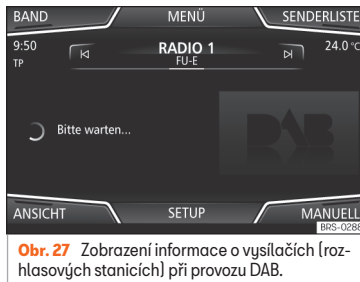 BAND MENÜ SENDERLISTE
9:50 RADIO 1 24.0 °C
TP FU-E
Bitte warten...
DAB
ANSICHT SETUP MANUELL
BRS-0288
Obr. 27 Zobrazení informace o vysílačích (roz-
hlasových stanicích) při provozu DAB.